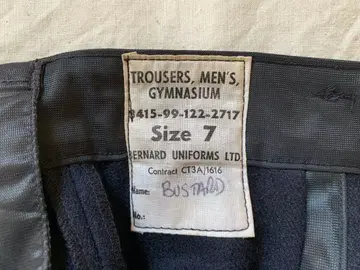 TROUSERS, MEN'S,
GYMNASIUM
8415-99-122-2717
Size 7
BERNARD UNIFORMS LTD.
Contract CT3A/1616
Name: BUSTARD
No.: